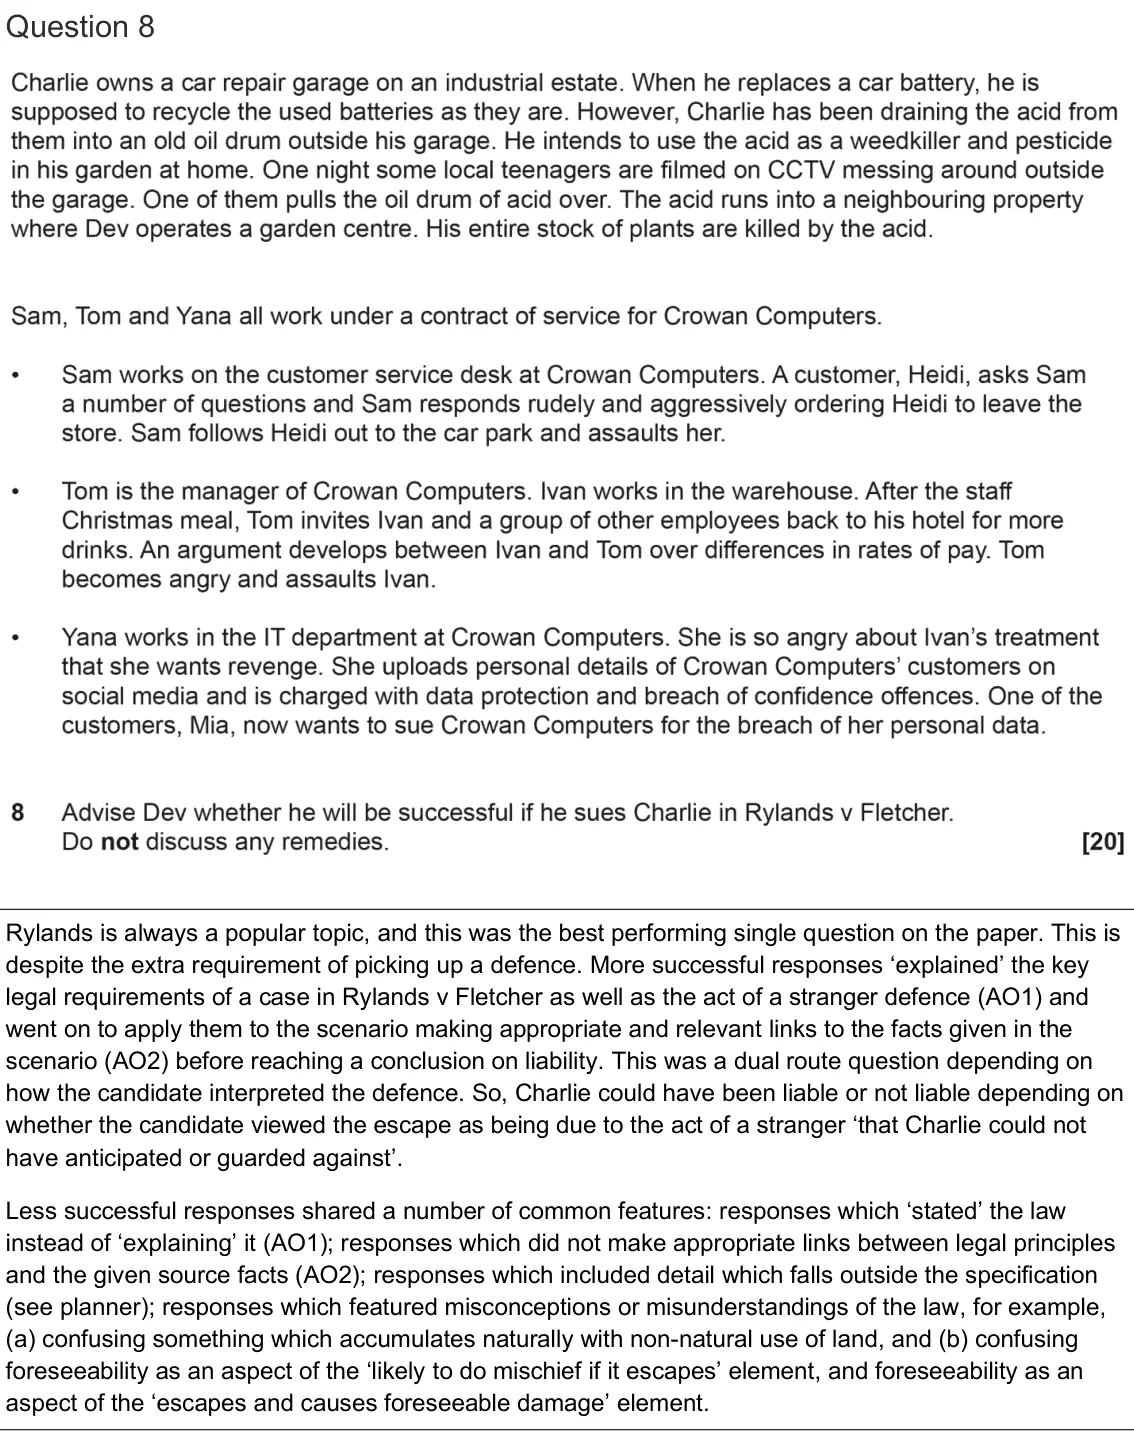 Question 8
Charlie owns a car repair garage on an industrial estate. When he replaces a car battery, he is
supposed to recycle the used batteries as they are. However, Charlie has been draining the acid from
them into an old oil drum outside his garage. He intends to use the acid as a weedkiller and pesticide
in his garden at home. One night some local teenagers are filmed on CCTV messing around outside
the garage. One of them pulls the oil drum of acid over. The acid runs into a neighbouring property
where Dev operates a garden centre. His entire stock of plants are killed by the acid.
Sam, Tom and Yana all work under a contract of service for Crowan Computers.
• Sam works on the customer service desk at Crowan Computers. A customer, Heidi, asks Sam
a number of questions and Sam responds rudely and aggressively ordering Heidi to leave the
store. Sam follows Heidi out to the car park and assaults her.
• Tom is the manager of Crowan Computers. Ivan works in the warehouse. After the staff
Christmas meal, Tom invites Ivan and a group of other employees back to his hotel for more
drinks. An argument develops between Ivan and Tom over differences in rates of pay. Tom
becomes angry and assaults Ivan.
• Yana works in the IT department at Crowan Computers. She is so angry about Ivan's treatment
that she wants revenge. She uploads personal details of Crowan Computers' customers on
social media and is charged with data protection and breach of confidence offences. One of the
customers, Mia, now wants to sue Crowan Computers for the breach of her personal data.
8 Advise Dev whether he will be successful if he sues Charlie in Rylands v Fletcher.
Do not discuss any remedies. [20]
Rylands is always a popular topic, and this was the best performing single question on the paper. This is
despite the extra requirement of picking up a defence. More successful responses ‘explained’ the key
legal requirements of a case in Rylands v Fletcher as well as the act of a stranger defence (AO1) and
went on to apply them to the scenario making appropriate and relevant links to the facts given in the
scenario (AO2) before reaching a conclusion on liability. This was a dual route question depending on
how the candidate interpreted the defence. So, Charlie could have been liable or not liable depending on
whether the candidate viewed the escape as being due to the act of a stranger ‘that Charlie could not
have anticipated or guarded against’.
Less successful responses shared a number of common features: responses which ‘stated’ the law
instead of ‘explaining’ it (AO1); responses which did not make appropriate links between legal principles
and the given source facts (AO2); responses which included detail which falls outside the specification
(see planner); responses which featured misconceptions or misunderstandings of the law, for example,
(a) confusing something which accumulates naturally with non-natural use of land, and (b) confusing
foreseeability as an aspect of the ‘likely to do mischief if it escapes’ element, and foreseeability as an
aspect of the ‘escapes and causes foreseeable damage’ element.